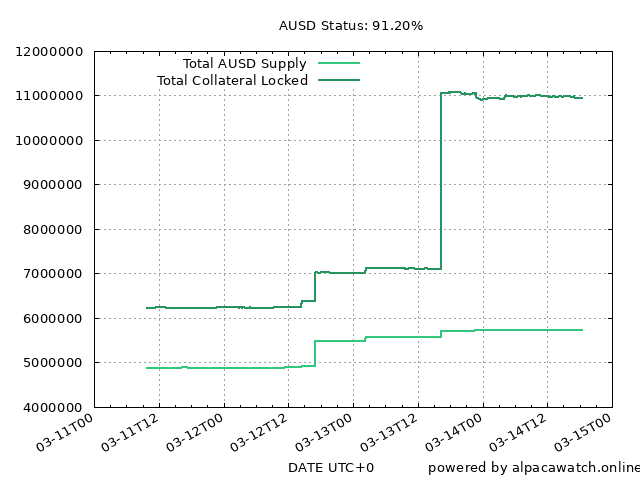 AUSD Status: 91.20%
12000000
11000000
10000000
9000000
8000000
7000000
6000000
5000000
4000000
Total AUSD Supply
Total Collateral Locked
03-11T00
03-11T12
03-12T00
03-12T12
03-13T00
03-13T12
03-14T00
03-14T12
03-15T00
DATE UTC+0
powered by alpacawatch.online